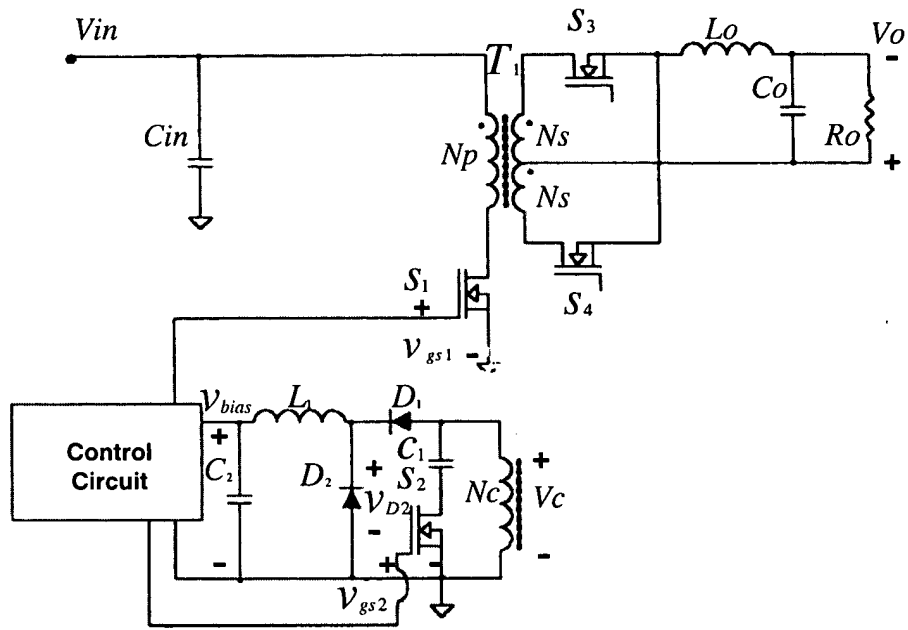 Vin
S3
Lo
Vo
-
T1
Co
Cin
Np
Ns
Ro
Ns
+
S1
+
S4
vgs1
-
vbias
L1
D1
+
C1
+
+
Control
Circuit
C2
D2
vD2
S2
Nc
Vc
-
-
+
-
-
vgs2